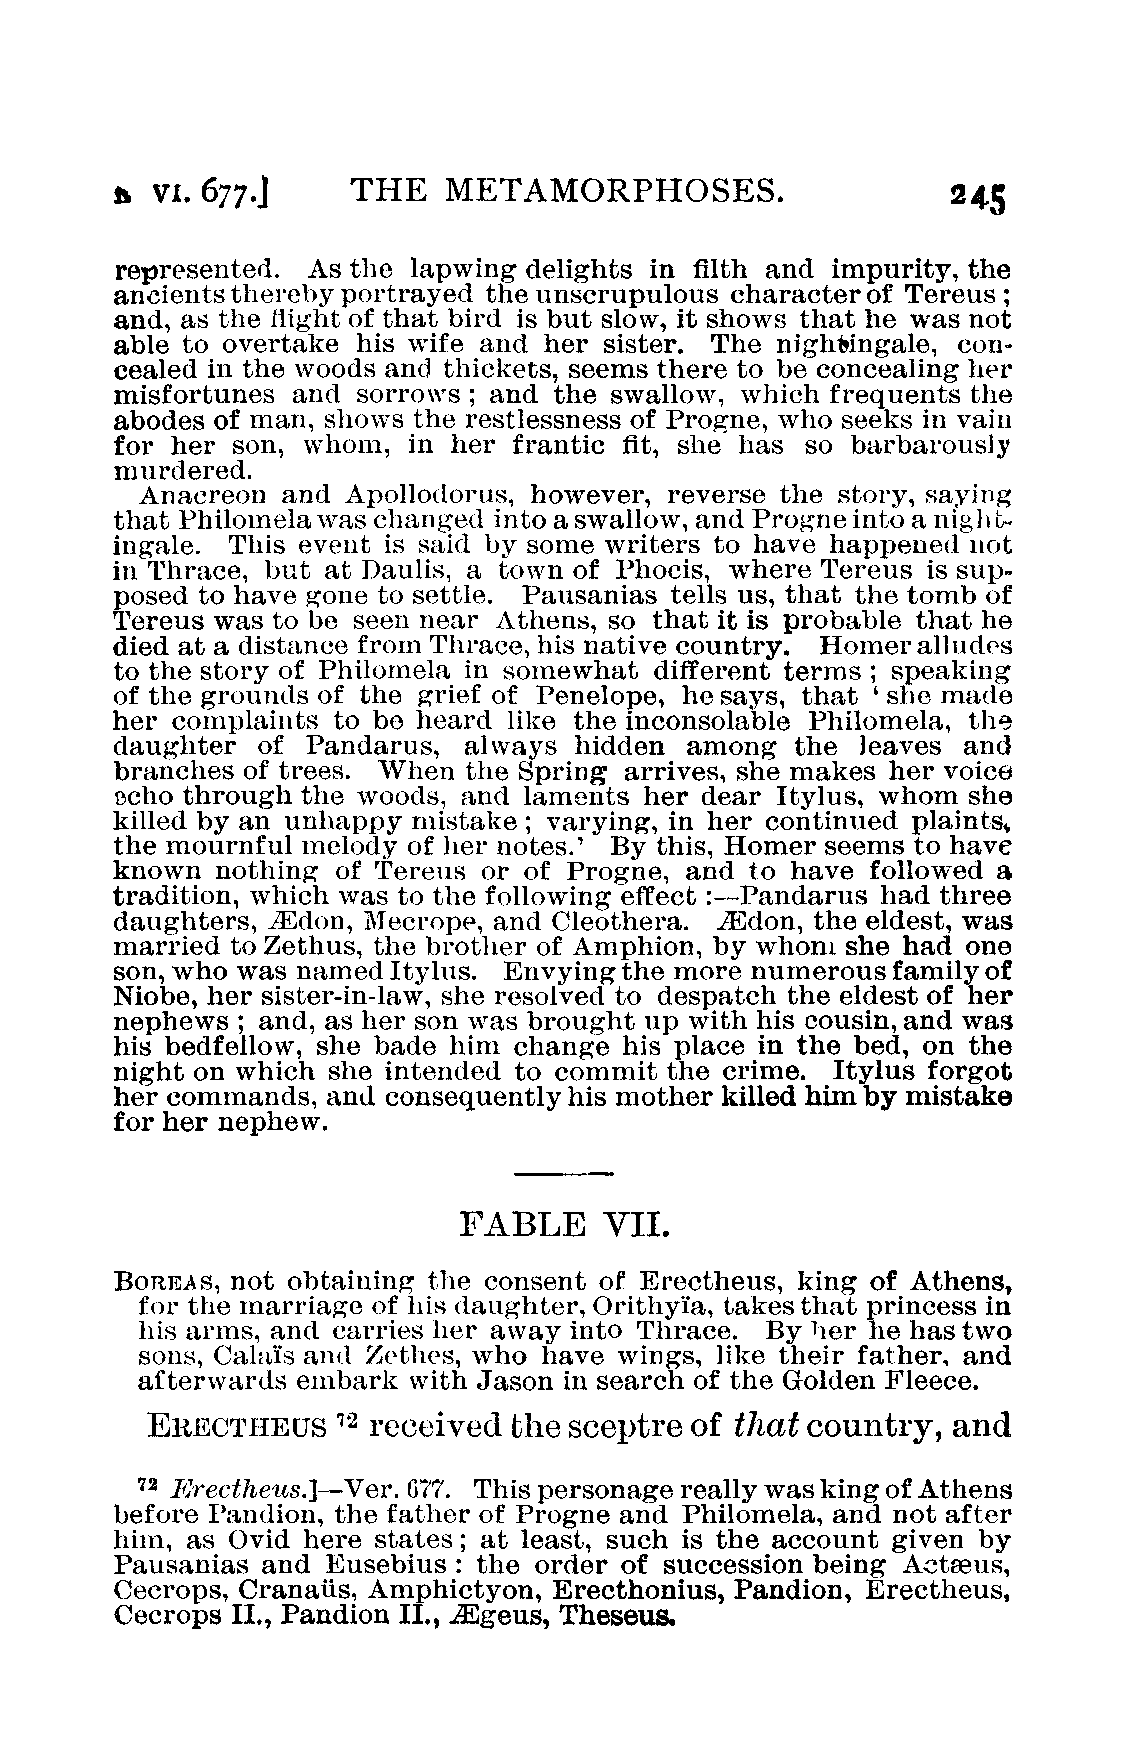 B. VI. 677.] THE METAMORPHOSES. 245
represented. As the lapwing delights in filth and impurity, the
ancients thereby portrayed the unscrupulous character of Tereus ;
and, as the flight of that bird is but slow, it shows that he was not
able to overtake his wife and her sister. The nightingale, con-
cealed in the woods and thickets, seems there to be concealing her
misfortunes and sorrows ; and the swallow, which frequents the
abodes of man, shows the restlessness of Progne, who seeks in vain
for her son, whom, in her frantic fit, she has so barbarously
murdered.
Anacreon and Apollodorus, however, reverse the story, saying
that Philomela was changed into a swallow, and Progne into a night-
ingale. This event is said by some writers to have happened not
in Thrace, but at Daulis, a town of Phocis, where Tereus is sup-
posed to have gone to settle. Pausanias tells us, that the tomb of
Tereus was to be seen near Athens, so that it is probable that he
died at a distance from Thrace, his native country. Homer alludes
to the story of Philomela in somewhat different terms ; speaking
of the grounds of the grief of Penelope, he says, that ‘ she made
her complaints to be heard like the inconsolable Philomela, the
daughter of Pandarus, always hidden among the leaves and
branches of trees. When the Spring arrives, she makes her voice
echo through the woods, and laments her dear Itylus, whom she
killed by an unhappy mistake ; varying, in her continued plaints,
the mournful melody of her notes.’ By this, Homer seems to have
known nothing of Tereus or of Progne, and to have followed a
tradition, which was to the following effect :—Pandarus had three
daughters, Ædon, Mecrope, and Cleothera. Ædon, the eldest, was
married to Zethus, the brother of Amphion, by whom she had one
son, who was named Itylus. Envying the more numerous family of
Niobe, her sister-in-law, she resolved to despatch the eldest of her
nephews ; and, as her son was brought up with his cousin, and was
his bedfellow, she bade him change his place in the bed, on the
night on which she intended to commit the crime. Itylus forgot
her commands, and consequently his mother killed him by mistake
for her nephew.
FABLE VII.
BOREAS, not obtaining the consent of Erectheus, king of Athens,
for the marriage of his daughter, Orithyïa, takes that princess in
his arms, and carries her away into Thrace. By her he has two
sons, Calaïs and Zethes, who have wings, like their father, and
afterwards embark with Jason in search of the Golden Fleece.
ERECTHEUS ⁷² received the sceptre of that country, and
⁷² Erectheus.]—Ver. 677. This personage really was king of Athens
before Pandion, the father of Progne and Philomela, and not after
him, as Ovid here states ; at least, such is the account given by
Pausanias and Eusebius : the order of succession being Actæus,
Cecrops, Cranaüs, Amphictyon, Erecthonius, Pandion, Erectheus,
Cecrops II., Pandion II., Ægeus, Theseus.